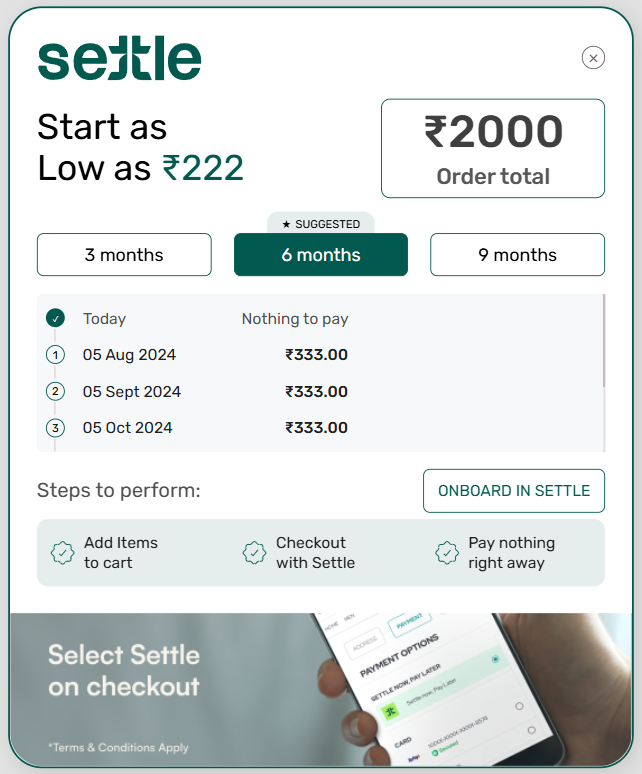 settle
Start as
Low as ₹222
₹2000
Order total
★ SUGGESTED
3 months
6 months
9 months
Today Nothing to pay
1 05 Aug 2024 ₹333.00
2 05 Sept 2024 ₹333.00
3 05 Oct 2024 ₹333.00
Steps to perform:
ONBOARD IN SETTLE
Add Items
to cart
Checkout
with Settle
Pay nothing
right away
Select Settle
on checkout
*Terms & Conditions Apply
HOME MEN
ADDRESS
PAYMENT
PAYMENT OPTIONS
SETTLE NOW, PAY LATER
Settle now, Pay Later
CARD
Secured